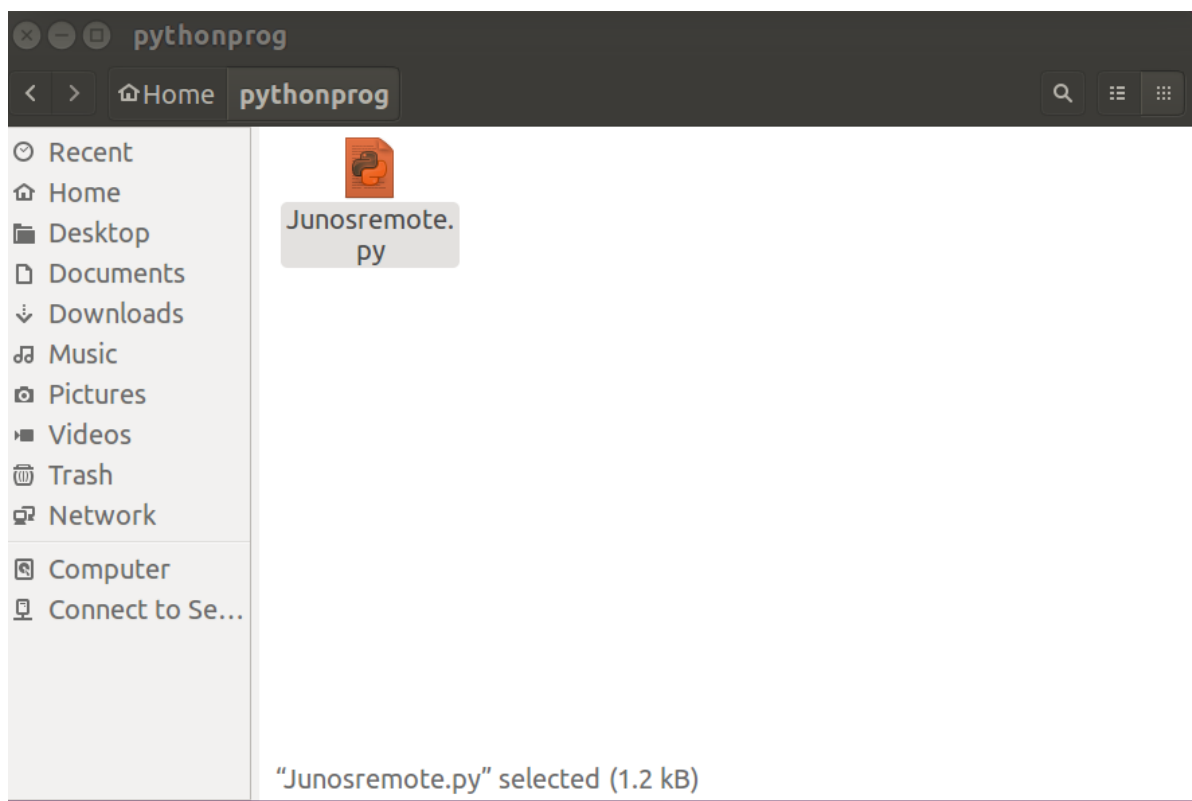 pythonprog
Home pythonprog
Recent
Home
Desktop
Documents
Downloads
Music
Pictures
Videos
Trash
Network
Computer
Connect to Se...
Junosremote.
py
“Junosremote.py” selected (1.2 kB)